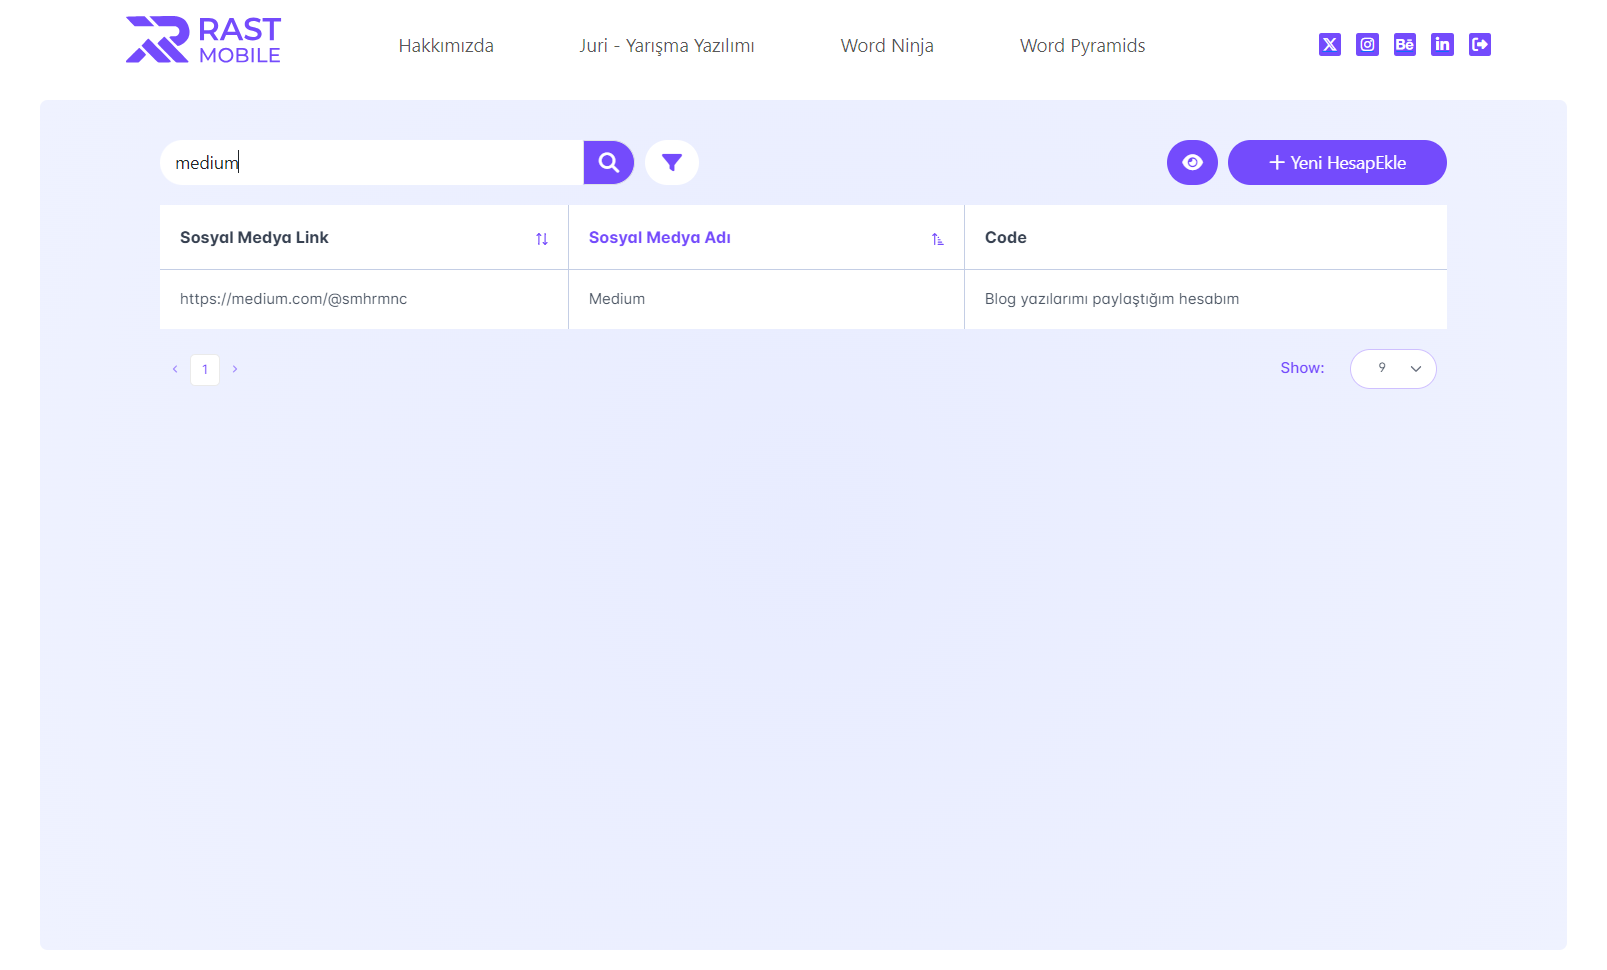 RAST
MOBILE
Hakkımızda
Juri - Yarışma Yazılımı
Word Ninja
Word Pyramids
X
Bē
in
medium
+ Yeni HesapEkle
Sosyal Medya Link
Sosyal Medya Adı
Code
https://medium.com/@smhrmnc
Medium
Blog yazılarımı paylaştığım hesabım
‹ 1 ›
Show:
9